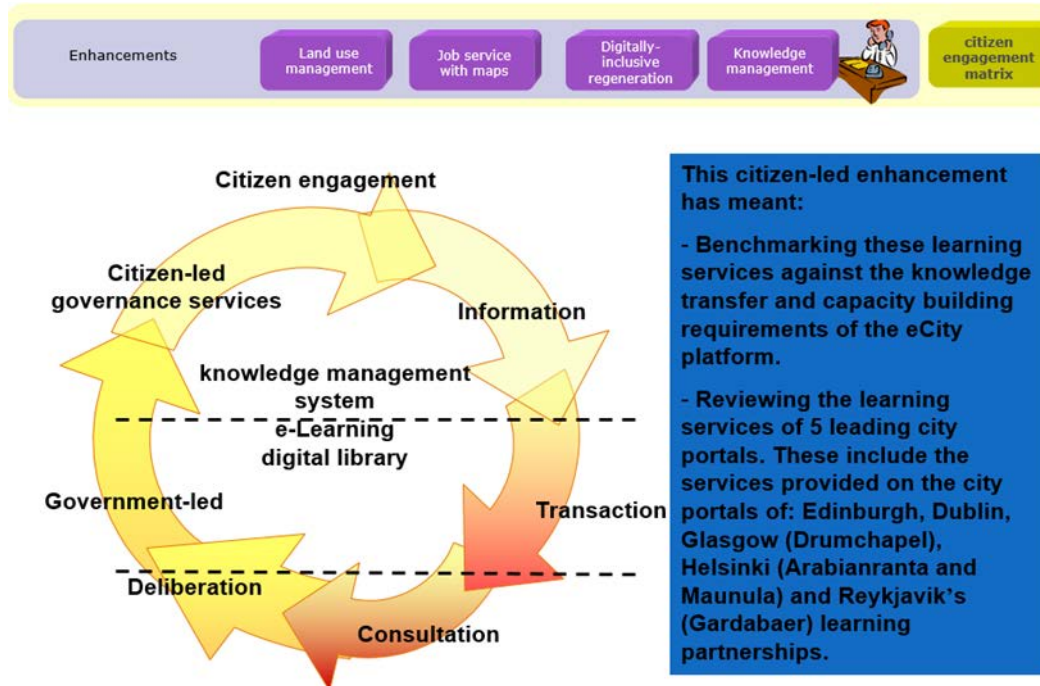 Enhancements
Land use
management
Job service
with maps
Digitally-
inclusive
regeneration
Knowledge
management
citizen
engagement
matrix
Citizen engagement
Citizen-led
governance services
Information
knowledge management
system
e-Learning
digital library
Government-led
Transaction
Deliberation
Consultation
This citizen-led enhancement
has meant:
- Benchmarking these learning
services against the knowledge
transfer and capacity building
requirements of the eCity
platform.
- Reviewing the learning
services of 5 leading city
portals. These include the
services provided on the city
portals of: Edinburgh, Dublin,
Glasgow (Drumchapel),
Helsinki (Arabianranta and
Maunula) and Reykjavik's
(Gardabaer) learning
partnerships.